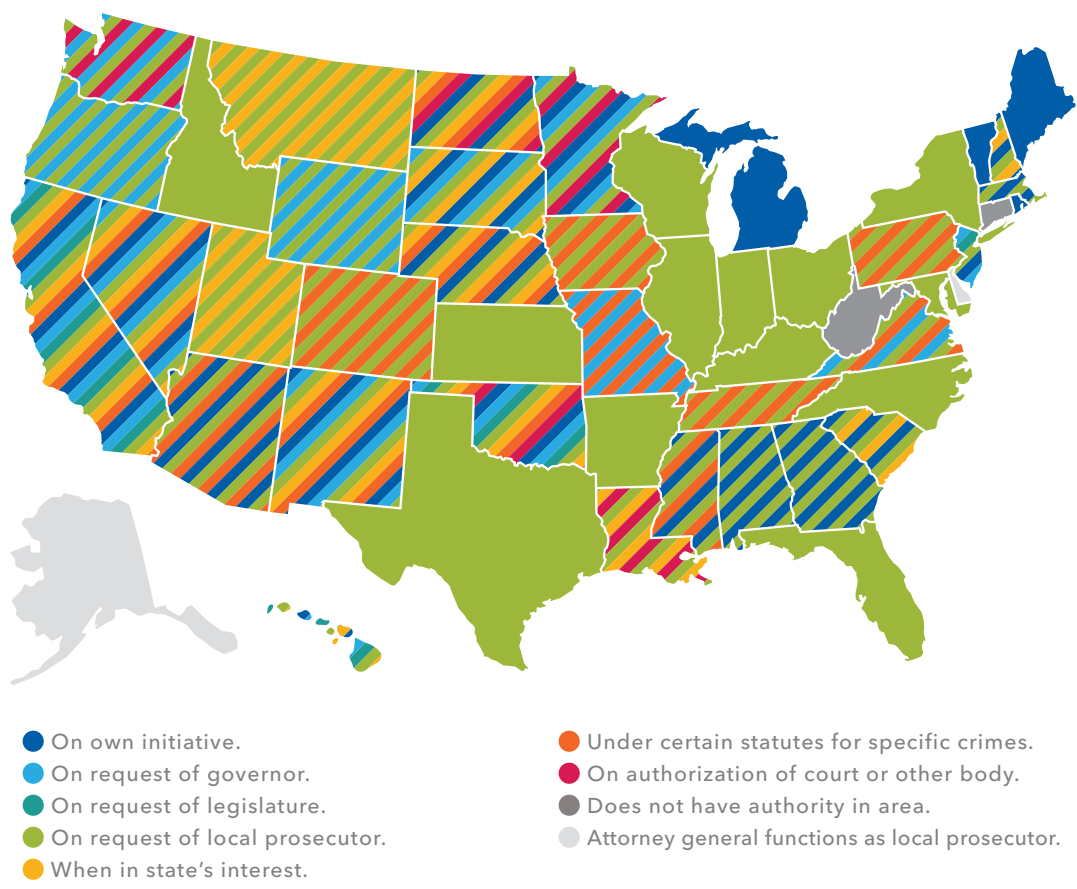 On own initiative.
On request of governor.
On request of legislature.
On request of local prosecutor.
When in state's interest.
Under certain statutes for specific crimes.
On authorization of court or other body.
Does not have authority in area.
Attorney general functions as local prosecutor.